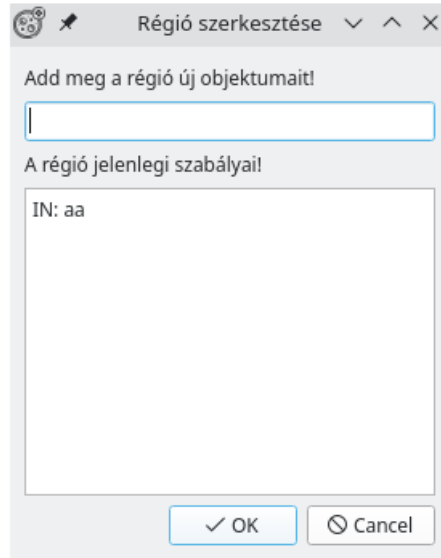 Régió szerkesztése
Add meg a régió új objektumait!
A régió jelenlegi szabályai!
IN: aa
OK
Cancel